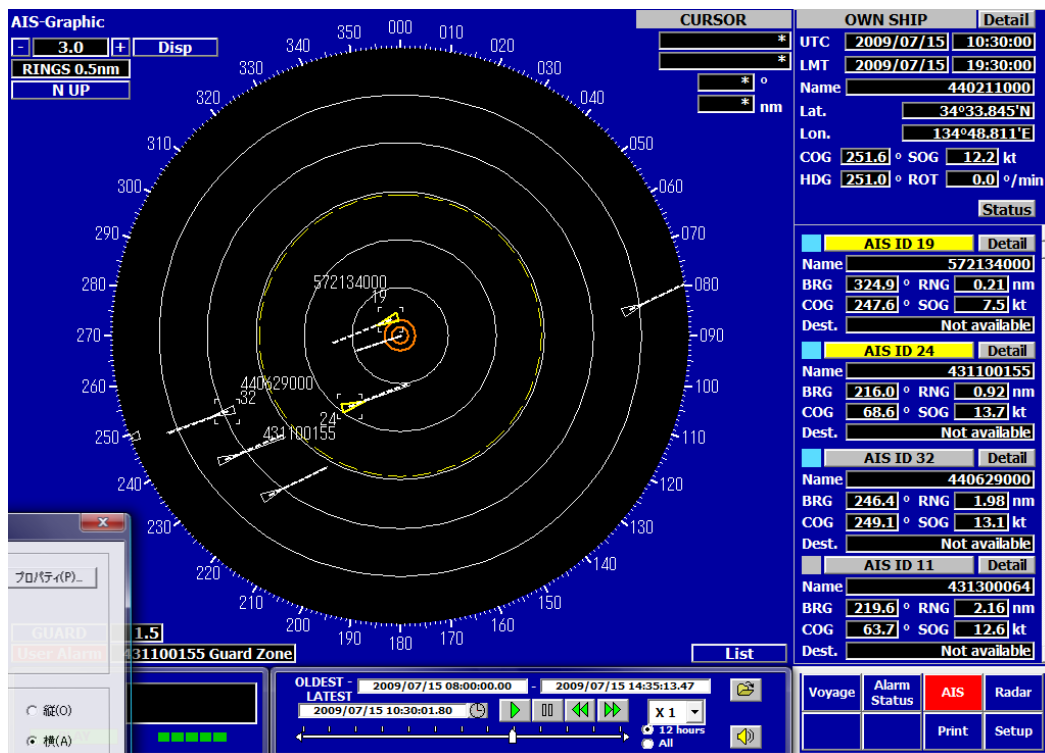 AIS-Graphic
- 3.0 + Disp
RINGS 0.5nm
N UP
CURSOR
*
*
* °
* nm
000
020
030
040
050
060
070
080
090
100
110
120
130
140
150
160
180
190
200
210
220
230
240
250
260
270
280
290
300
310
320
330
340
350
572134000
19
440629000
32
24
431100155
OWN SHIP Detail
UTC 2009/07/15 10:30:00
LMT 2009/07/15 19:30:00
Name 440211000
Lat. 34°33.845'N
Lon. 134°48.811'E
COG 251.6 ° SOG 12.2 kt
HDG 251.0 ° ROT 0.0 °/min
Status
AIS ID 19 Detail
Name 572134000
BRG 324.9 ° RNG 0.21 nm
COG 247.6 ° SOG 7.5 kt
Dest. Not available
AIS ID 24 Detail
Name 431100155
BRG 216.0 ° RNG 0.92 nm
COG 68.6 ° SOG 13.7 kt
Dest. Not available
AIS ID 32 Detail
Name 440629000
BRG 246.4 ° RNG 1.98 nm
COG 249.1 ° SOG 13.1 kt
Dest. Not available
AIS ID 11 Detail
Name 431300064
BRG 219.6 ° RNG 2.16 nm
COG 63.7 ° SOG 12.6 kt
Dest. Not available
x
プロパティ(P)...
GUARD 1.5
User Alarm 431100155 Guard Zone
List
縦(O)
横(A)
OLDEST - LATEST 2009/07/15 08:00:00.00 - 2009/07/15 14:35:13.47
2009/07/15 10:30:01.80
X 1
12 hours
All
Voyage
Alarm Status
AIS
Radar
Print
Setup